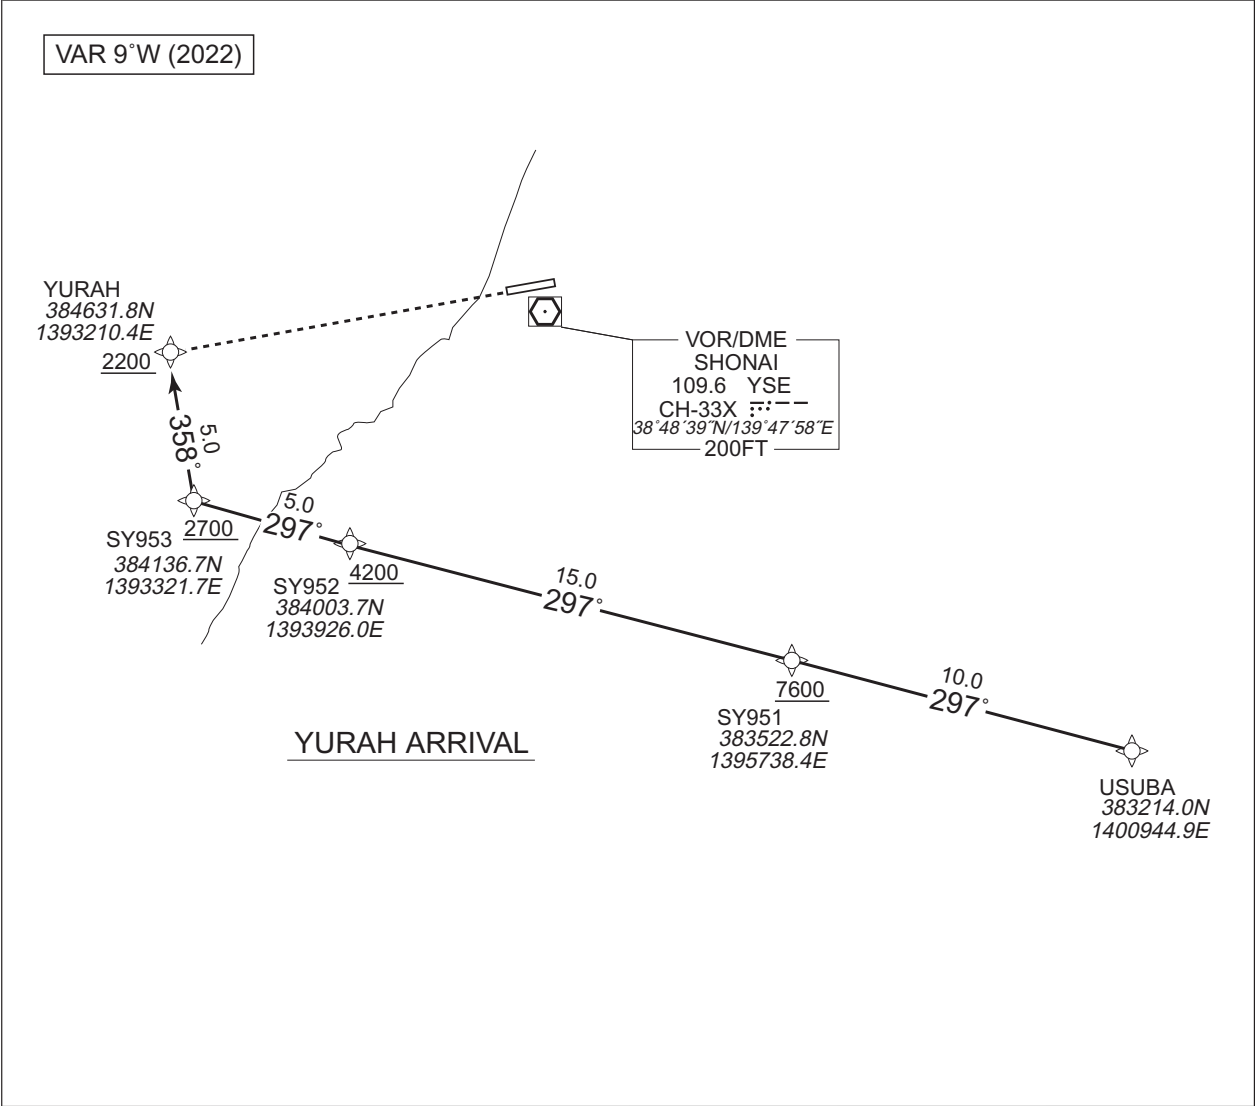 VAR 9°W (2022)
YURAH
384631.8N
1393210.4E
2200
VOR/DME
SHONAI
109.6 YSE
CH-33X
38°48′39″N/139°47′58″E
200FT
5.0
358°
SY953
384136.7N
1393321.7E
2700
5.0
297°
SY952
384003.7N
1393926.0E
4200
15.0
297°
7600
SY951
383522.8N
1395738.4E
10.0
297°
YURAH ARRIVAL
USUBA
383214.0N
1400944.9E